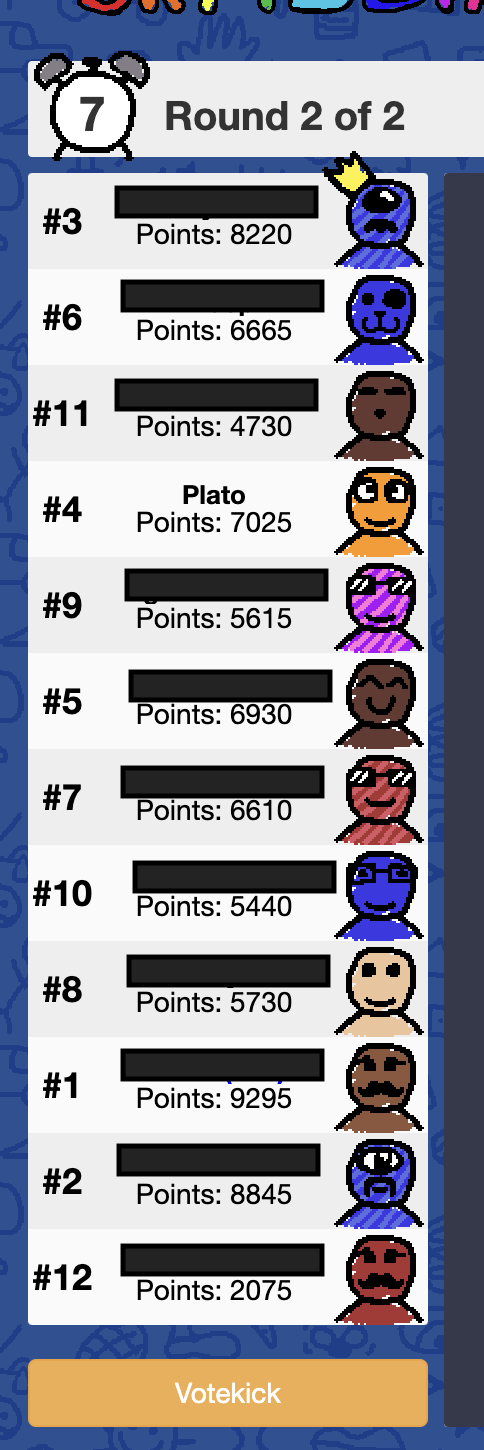 7
Round 2 of 2
#3
Points: 8220
#6
Points: 6665
#11
Points: 4730
#4
Plato
Points: 7025
#9
Points: 5615
#5
Points: 6930
#7
Points: 6610
#10
Points: 5440
#8
Points: 5730
#1
Points: 9295
#2
Points: 8845
#12
Points: 2075
Votekick